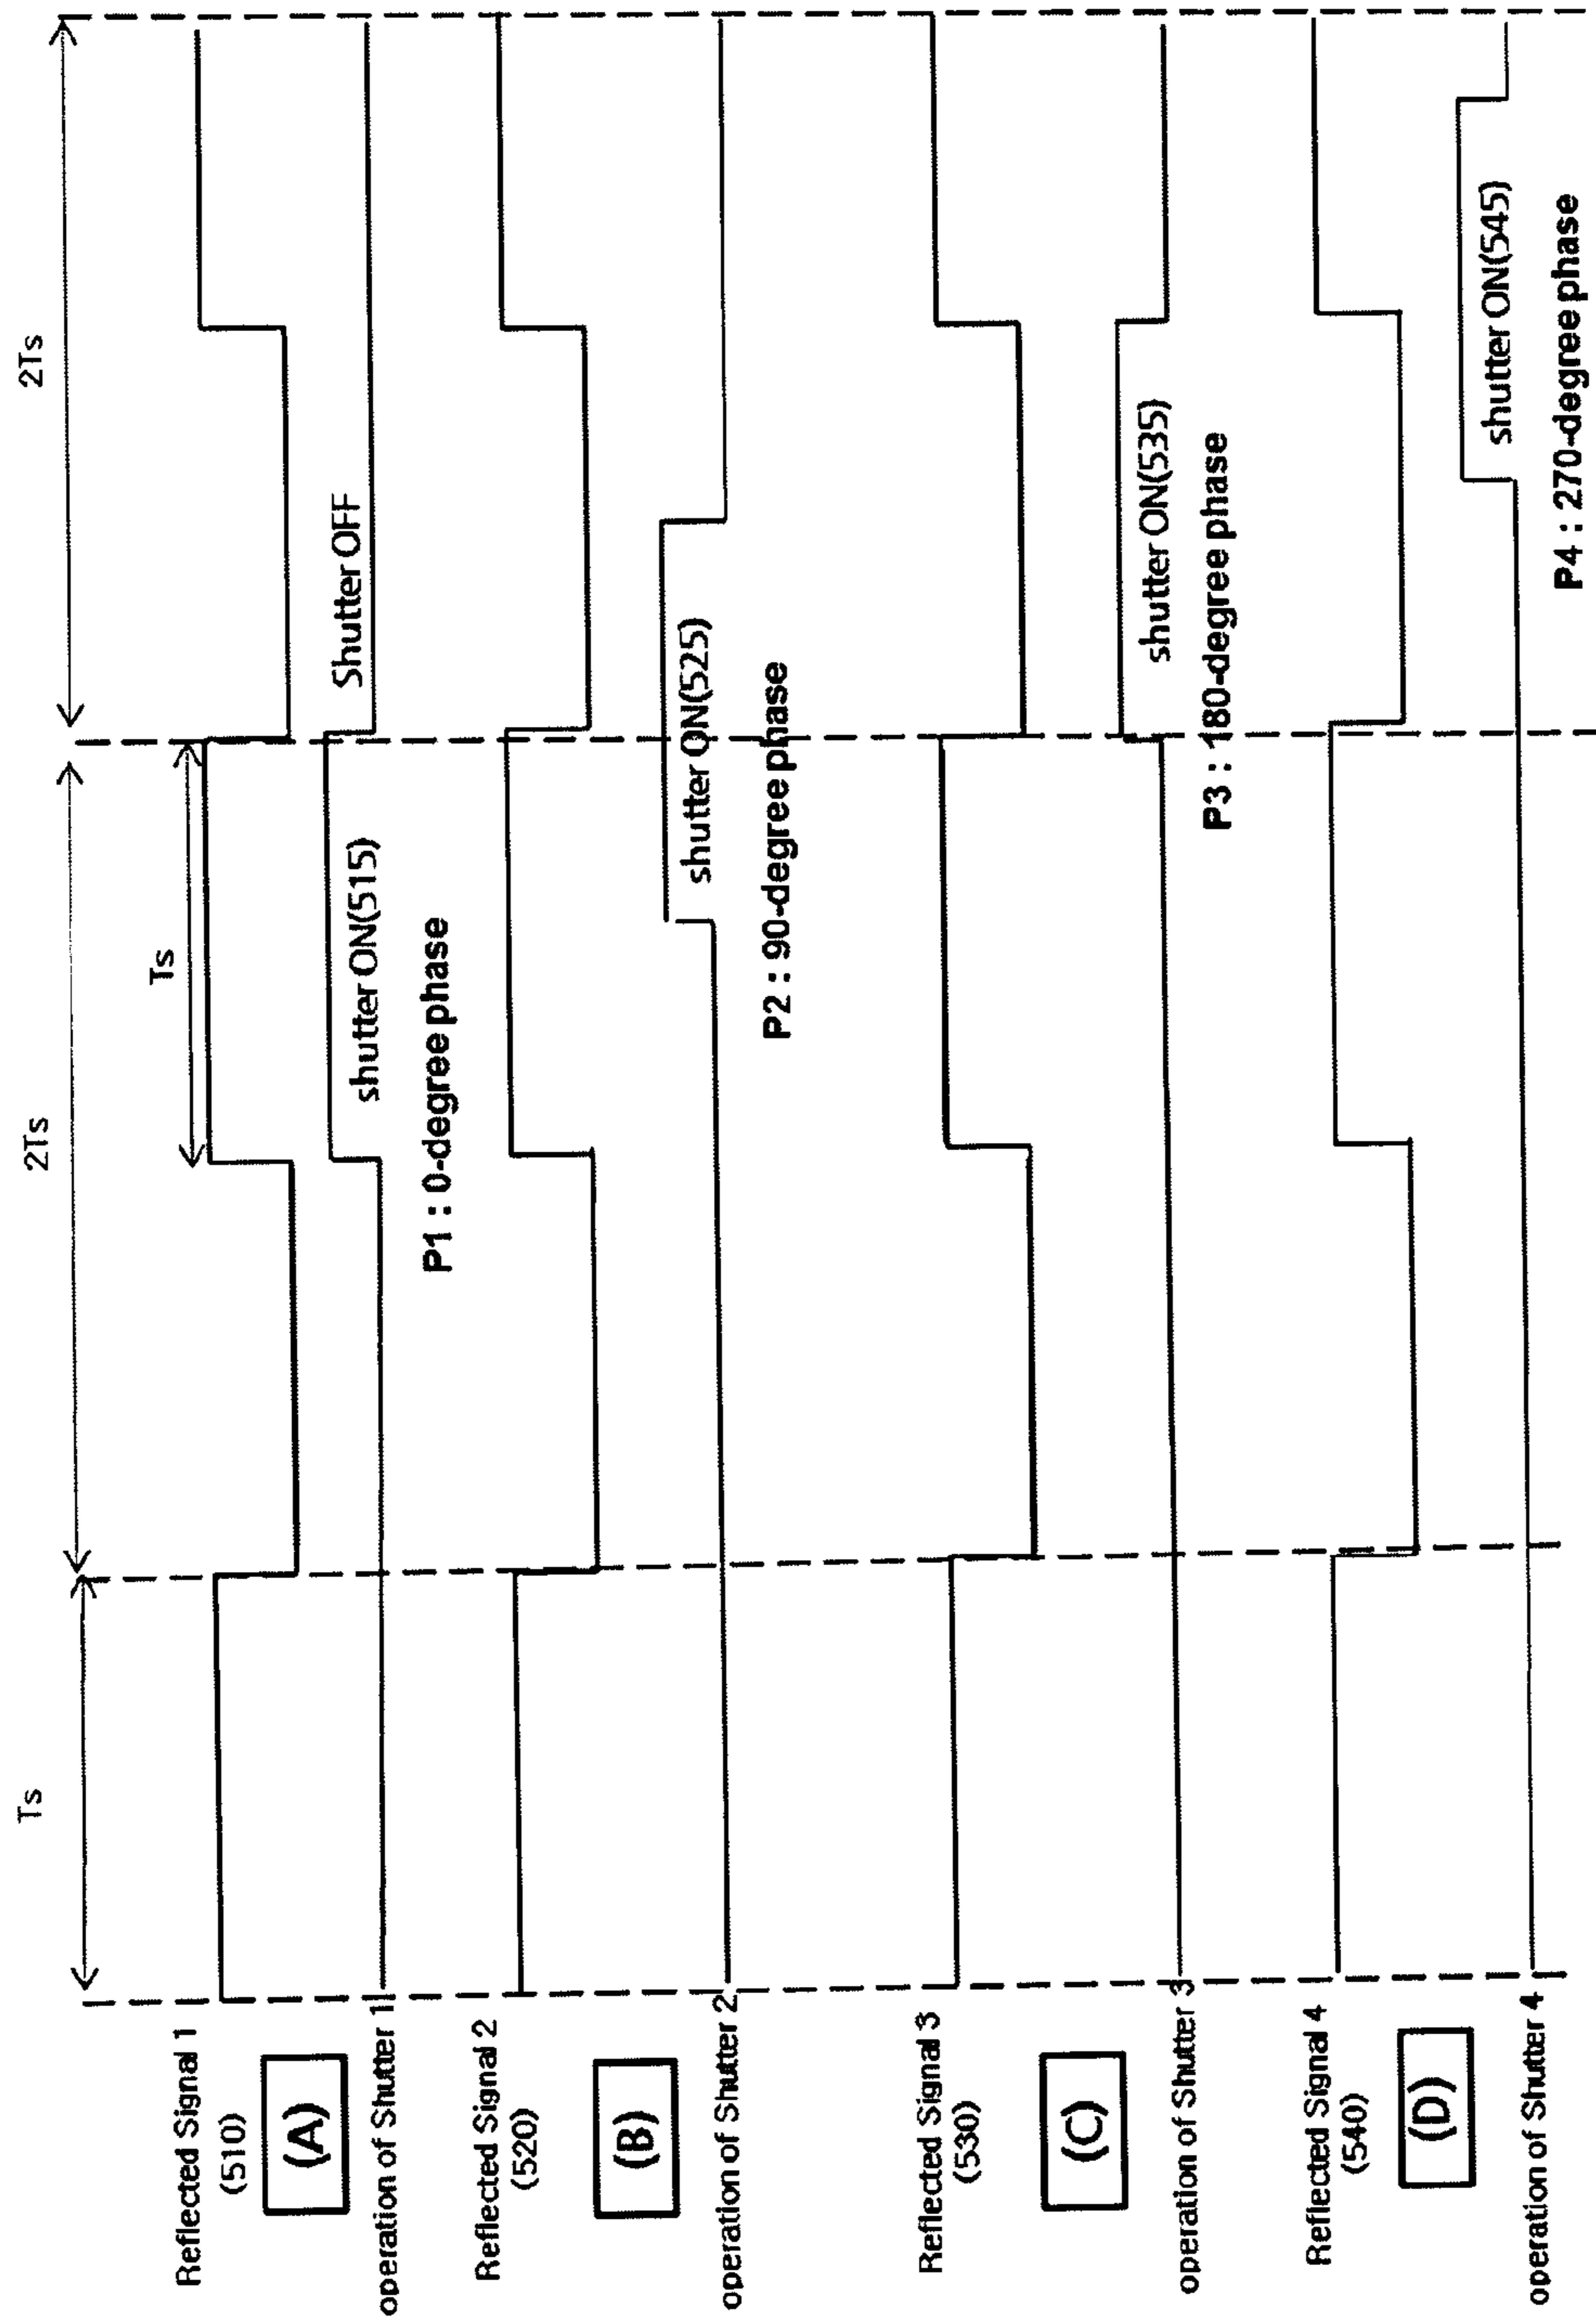 Ts
2Ts
2Ts
Ts
Reflected Signal 1
(510)
(A)
operation of Shutter 1
shutter ON(515)
Shutter OFF
P1 : 0-degree phase
Reflected Signal 2
(520)
(B)
operation of Shutter 2
shutter ON(525)
P2 : 90-degree phase
Reflected Signal 3
(530)
(C)
operation of Shutter 3
shutter ON(535)
P3 : 180-degree phase
Reflected Signal 4
(540)
(D)
operation of Shutter 4
shutter ON(545)
P4 : 270-degree phase